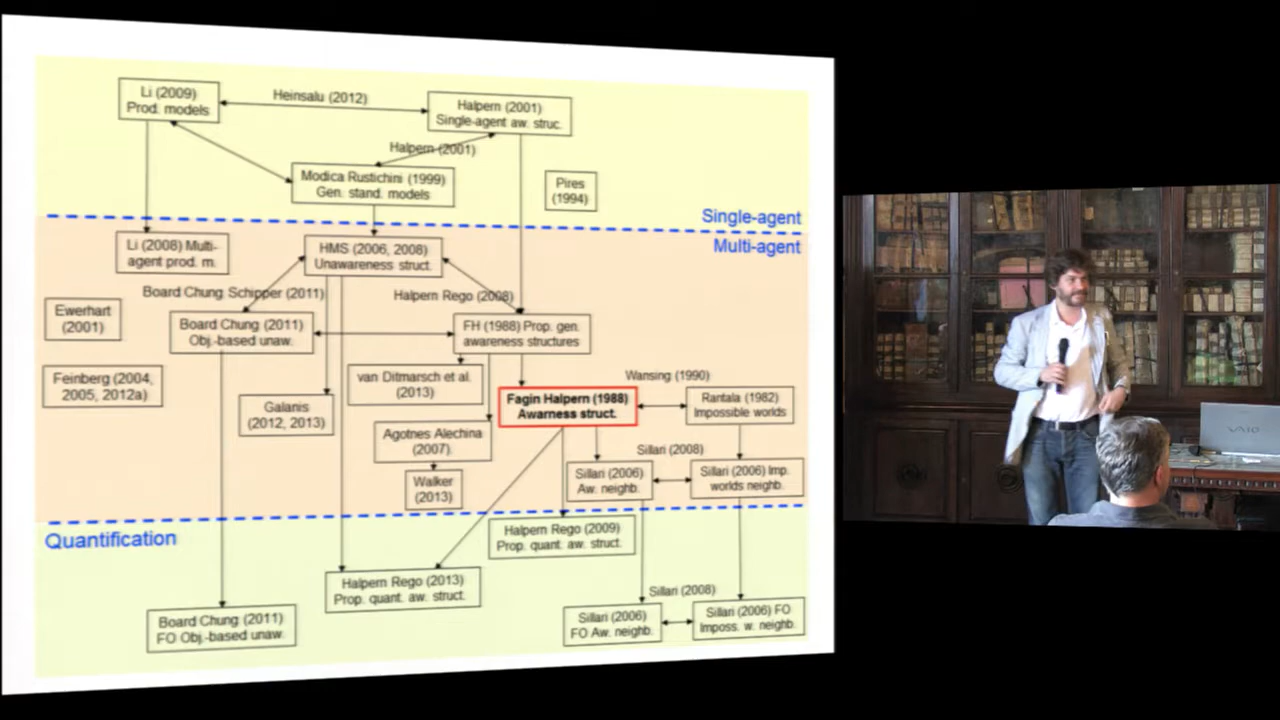 Li (2009)
Prod. models
Heinsalu (2012)
Halpern (2001)
Single-agent aw. struc.
Halpern (2001)
Modica Rustichini (1999)
Gen. stand. models
Pires
(1994)
Single-agent
Multi-agent
Li (2008) Multi-
agent prod. m.
HMS (2006, 2008)
Unawareness struct.
Board Chung Schipper (2011)
Halpern Rego (2008)
Ewerhart
(2001)
Board Chung (2011)
Obj.-based unaw.
FH (1988) Prop. gen.
awareness structures
Feinberg (2004,
2005, 2012a)
van Ditmarsch et al.
(2013)
Wansing (1990)
Fagin Halpern (1988)
Awarness struct.
Rantala (1982)
Impossible worlds
Galanis
(2012, 2013)
Agotnes Alechina
(2007)
Sillari (2008)
Walker
(2013)
Sillari (2006)
Aw. neighb.
Sillari (2006) Imp.
worlds neighb.
Quantification
Halpern Rego (2009)
Prop. quant. aw. struct.
Halpern Rego (2013)
Prop. quant. aw. struct.
Sillari (2008)
Board Chung (2011)
FO Obj.-based unaw.
Sillari (2006)
FO Aw. neighb.
Sillari (2006) FO
Imposs. w. neighb.
VAIO